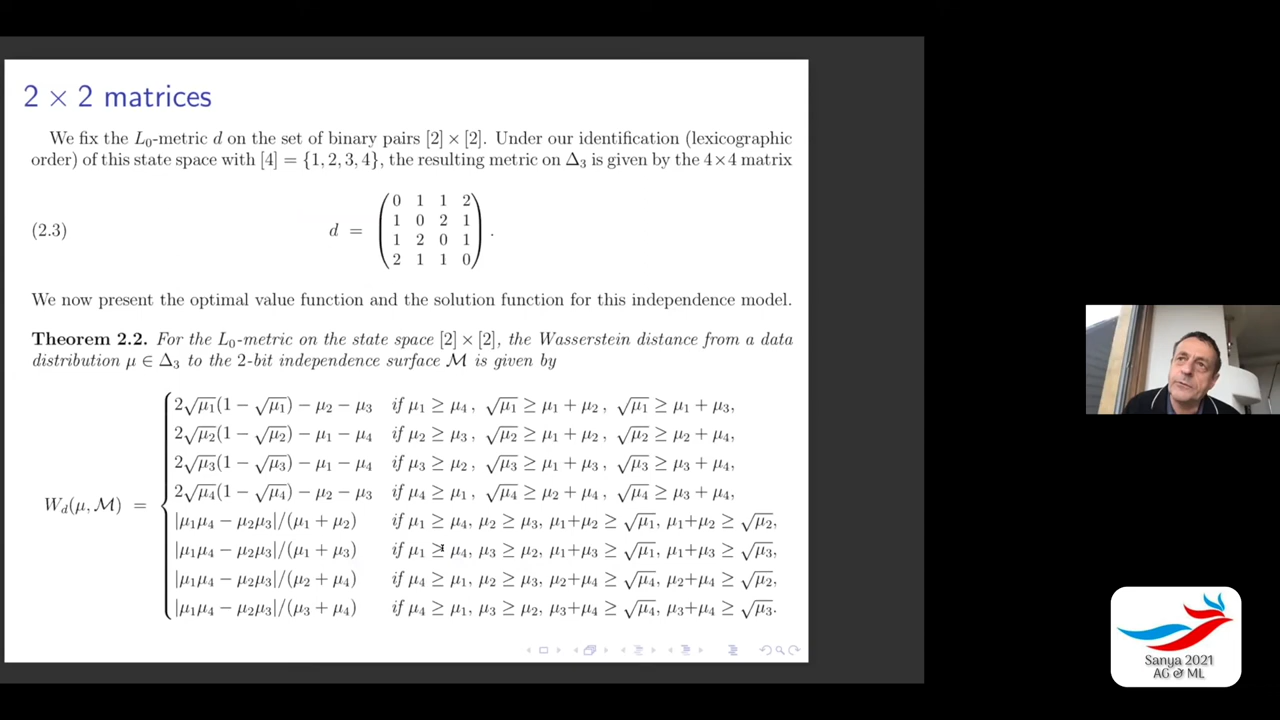 2 × 2 matrices
We fix the L₀-metric d on the set of binary pairs [2] × [2]. Under our identification (lexicographic
order) of this state space with [4] = {1, 2, 3, 4}, the resulting metric on Δ₃ is given by the 4×4 matrix
0 1 1 2
1 0 2 1
(2.3) d = .
1 2 0 1
2 1 1 0
We now present the optimal value function and the solution function for this independence model.
Theorem 2.2. For the L₀-metric on the state space [2] × [2], the Wasserstein distance from a data
distribution μ ∈ Δ₃ to the 2-bit independence surface ℳ is given by
2√μ₁(1 − √μ₁) − μ₂ − μ₃ if μ₁ ≥ μ₄ , √μ₁ ≥ μ₁ + μ₂ , √μ₁ ≥ μ₁ + μ₃,
2√μ₂(1 − √μ₂) − μ₁ − μ₄ if μ₂ ≥ μ₃ , √μ₂ ≥ μ₁ + μ₂ , √μ₂ ≥ μ₂ + μ₄,
2√μ₃(1 − √μ₃) − μ₁ − μ₄ if μ₃ ≥ μ₂ , √μ₃ ≥ μ₁ + μ₃ , √μ₃ ≥ μ₃ + μ₄,
2√μ₄(1 − √μ₄) − μ₂ − μ₃ if μ₄ ≥ μ₁ , √μ₄ ≥ μ₂ + μ₄ , √μ₄ ≥ μ₃ + μ₄,
W_d(μ, ℳ) =
|μ₁μ₄ − μ₂μ₃|/(μ₁ + μ₂) if μ₁ ≥ μ₄, μ₂ ≥ μ₃, μ₁+μ₂ ≥ √μ₁, μ₁+μ₂ ≥ √μ₂,
|μ₁μ₄ − μ₂μ₃|/(μ₁ + μ₃) if μ₁ ≥ μ₄, μ₃ ≥ μ₂, μ₁+μ₃ ≥ √μ₁, μ₁+μ₃ ≥ √μ₃,
|μ₁μ₄ − μ₂μ₃|/(μ₂ + μ₄) if μ₄ ≥ μ₁, μ₂ ≥ μ₃, μ₂+μ₄ ≥ √μ₄, μ₂+μ₄ ≥ √μ₂,
|μ₁μ₄ − μ₂μ₃|/(μ₃ + μ₄) if μ₄ ≥ μ₁, μ₃ ≥ μ₂, μ₃+μ₄ ≥ √μ₄, μ₃+μ₄ ≥ √μ₃.
Sanya 2021
AG & ML